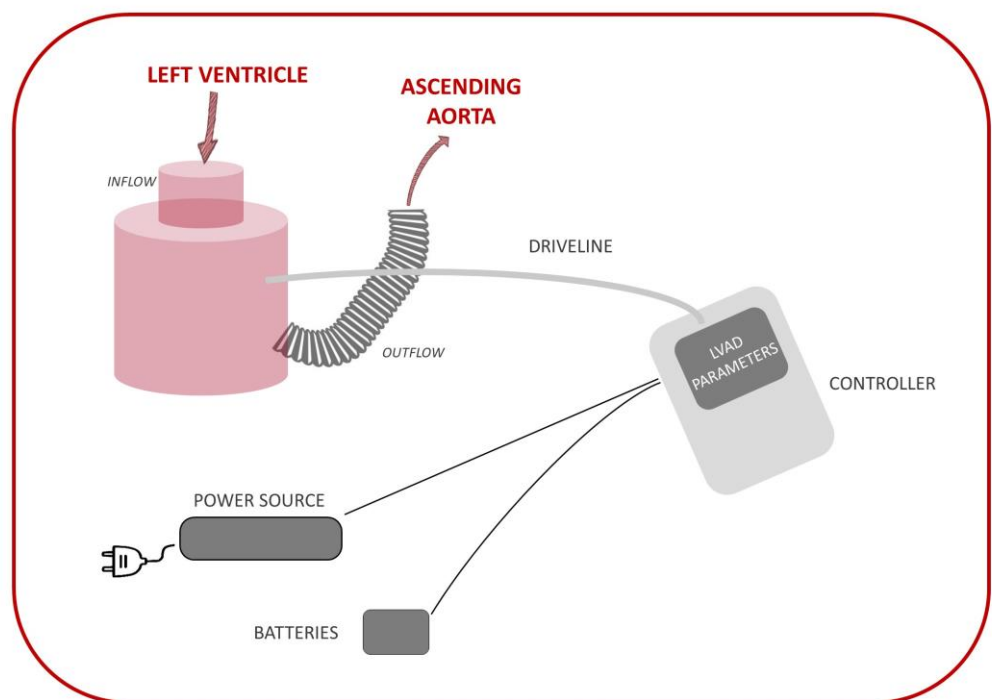 LEFT VENTRICLE
ASCENDING
AORTA
INFLOW
DRIVELINE
OUTFLOW
LVAD
PARAMETERS
CONTROLLER
POWER SOURCE
BATTERIES